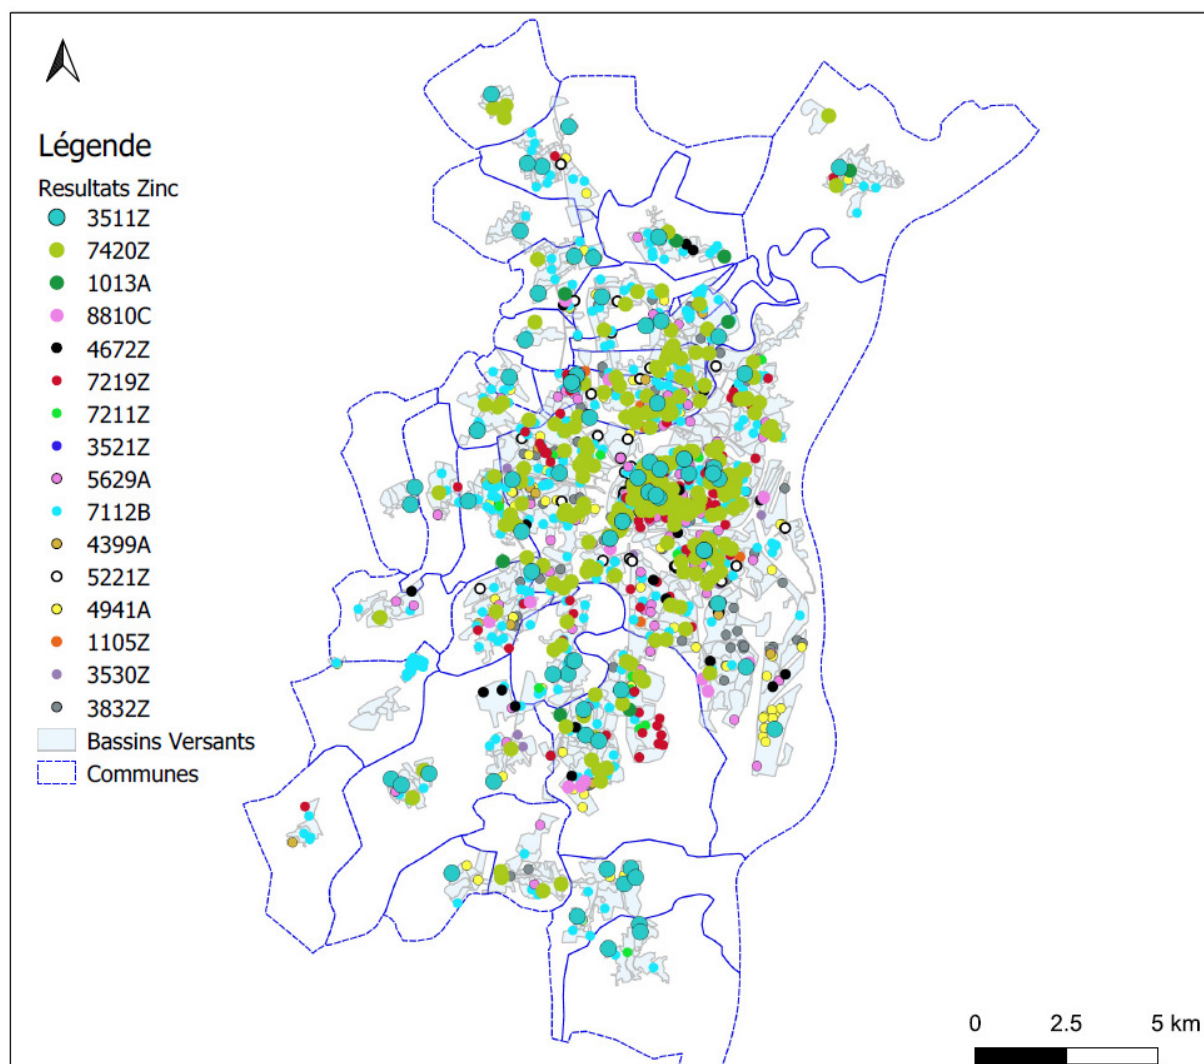 Légende
Resultats Zinc
3511Z
7420Z
1013A
8810C
4672Z
7219Z
7211Z
3521Z
5629A
7112B
4399A
5221Z
4941A
1105Z
3530Z
3832Z
Bassins Versants
Communes
0 2.5 5 km